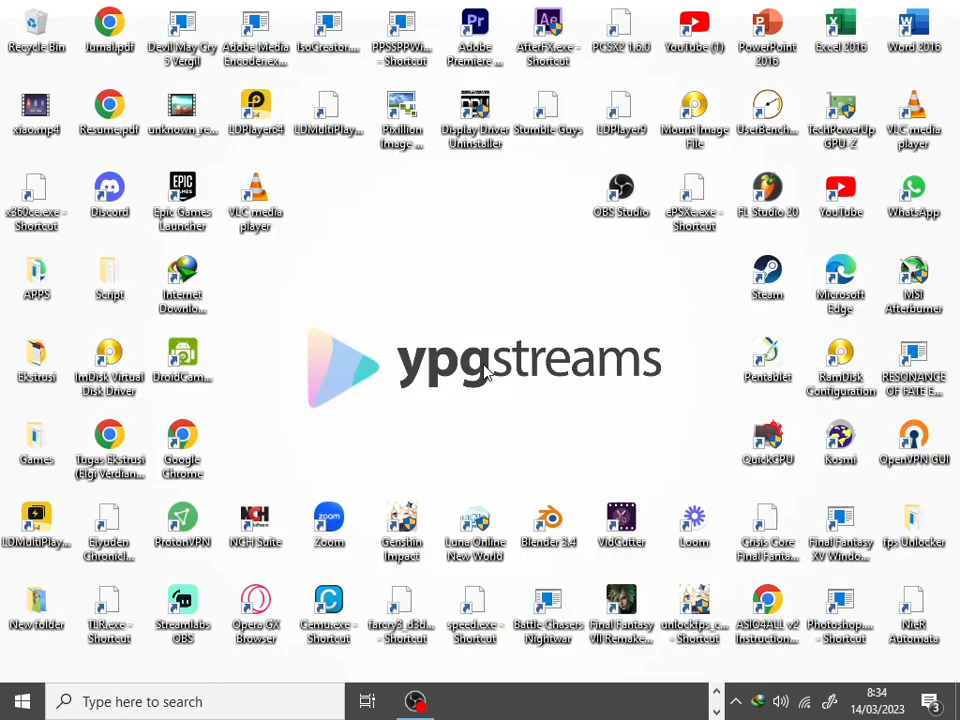 Recycle Bin
Jurnal.pdf
Devil May Cry
5 Vergil
Adobe Media
Encoder.ex...
IsoCreator....
PPSSPPWi...
- Shortcut
Adobe
Premiere ...
AfterFX.exe -
Shortcut
PCSX2 1.6.0
YouTube (1)
PowerPoint
2016
Excel 2016
Word 2016
xiao.mp4
Resume.pdf
unknown_re...
LDPlayer64
LDMultiPlay...
Pixillion
Image ...
Display Driver
Uninstaller
Stumble Guys
LDPlayer9
Mount Image
File
UserBench...
TechPowerUp
GPU-Z
VLC media
player
x360ce.exe -
Shortcut
Discord
Epic Games
Launcher
VLC media
player
OBS Studio
ePSXe.exe -
Shortcut
FL Studio 20
YouTube
WhatsApp
APPS
Script
Internet
Downlo...
Steam
Microsoft
Edge
MSI
Afterburner
ypgstreams
Ekstrusi
ImDisk Virtual
Disk Driver
DroidCam...
Pentablet
RamDisk
Configuration
RESONANCE
OF FATE E...
Games
Tugas Ekstrusi
(Elgi Verdian...
Google
Chrome
QuickCPU
Kosmi
OpenVPN GUI
LDMultiPlay...
Eiyuden
Chronicl...
ProtonVPN
NCH Suite
Zoom
Genshin
Impact
Luna Online
New World
Blender 3.4
VidCutter
Loom
Crisis Core
Final Fanta...
Final Fantasy
XV Windo...
fps Unlocker
New folder
TLR.exe -
Shortcut
Streamlabs
OBS
Opera GX
Browser
Cemu.exe -
Shortcut
farcry3_d3d...
- Shortcut
speed.exe -
Shortcut
Battle Chasers
Nightwar
Final Fantasy
VII Remake...
unlockfps_c...
- Shortcut
ASIO4ALL v2
Instruction...
Photoshop....
- Shortcut
NieR
Automata
Type here to search
8:34
14/03/2023
3